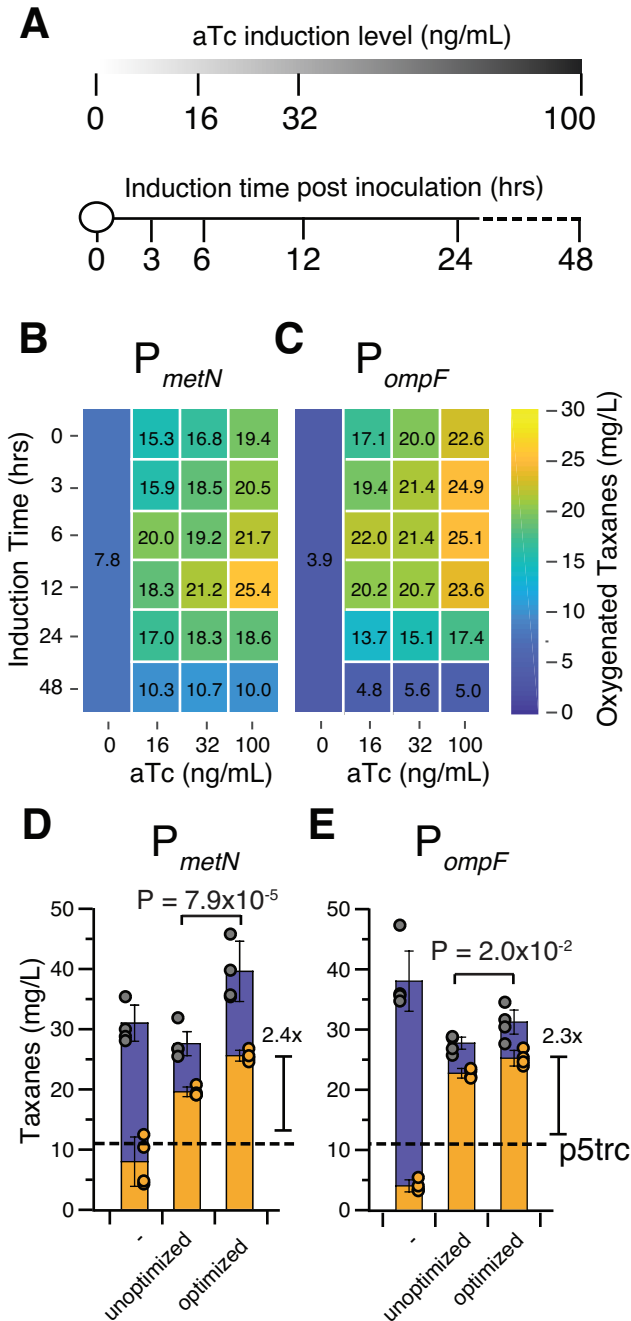 A
aTc induction level (ng/mL)
0 16 32 100
Induction time post inoculation (hrs)
0 3 6 12 24 48
B P metN C P ompF
Induction Time (hrs)
0 3 6 12 24 48
7.8
15.3 16.8 19.4
15.9 18.5 20.5
20.0 19.2 21.7
18.3 21.2 25.4
17.0 18.3 18.6
10.3 10.7 10.0
0 16 32 100
aTc (ng/mL)
3.9
17.1 20.0 22.6
19.4 21.4 24.9
22.0 21.4 25.1
20.2 20.7 23.6
13.7 15.1 17.4
4.8 5.6 5.0
0 16 32 100
aTc (ng/mL)
30 25 20 15 10 5 0
Oxygenated Taxanes (mg/L)
D P metN
P = 7.9x10-5
Taxanes (mg/L)
50 40 30 20 10 0
2.4x
- unoptimized optimized
E P ompF
P = 2.0x10-2
50 40 30 20 10 0
2.3x
p5trc
- unoptimized optimized